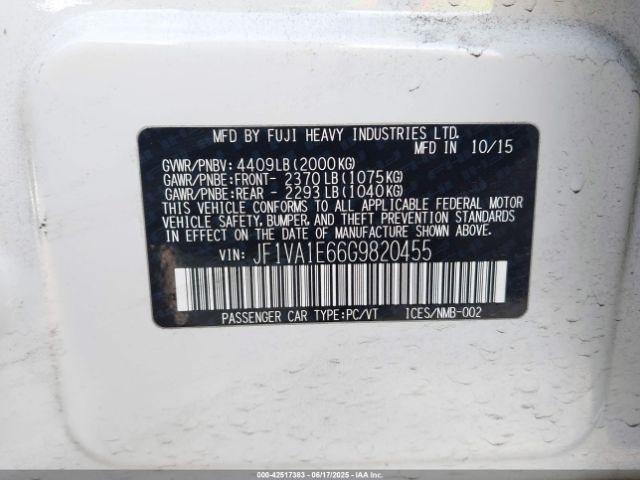 MFD BY FUJI HEAVY INDUSTRIES LTD.
MFD IN 10/15
GVWR/PNBV: 4409LB(2000KG)
GAWR/PNBE:FRONT- 2370LB(1075KG)
GAWR/PNBE:REAR - 2293LB(1040KG)
THIS VEHICLE CONFORMS TO ALL APPLICABLE FEDERAL MOTOR
VEHICLE SAFETY, BUMPER, AND THEFT PREVENTION STANDARDS
IN EFFECT ON THE DATE OF MANUFACTURE SHOWN ABOVE.
VIN: JF1VA1E66G9820455
PASSENGER CAR TYPE:PC/VT ICES/NMB-002
000-42517383 - 06/17/2025 - IAAI.COM